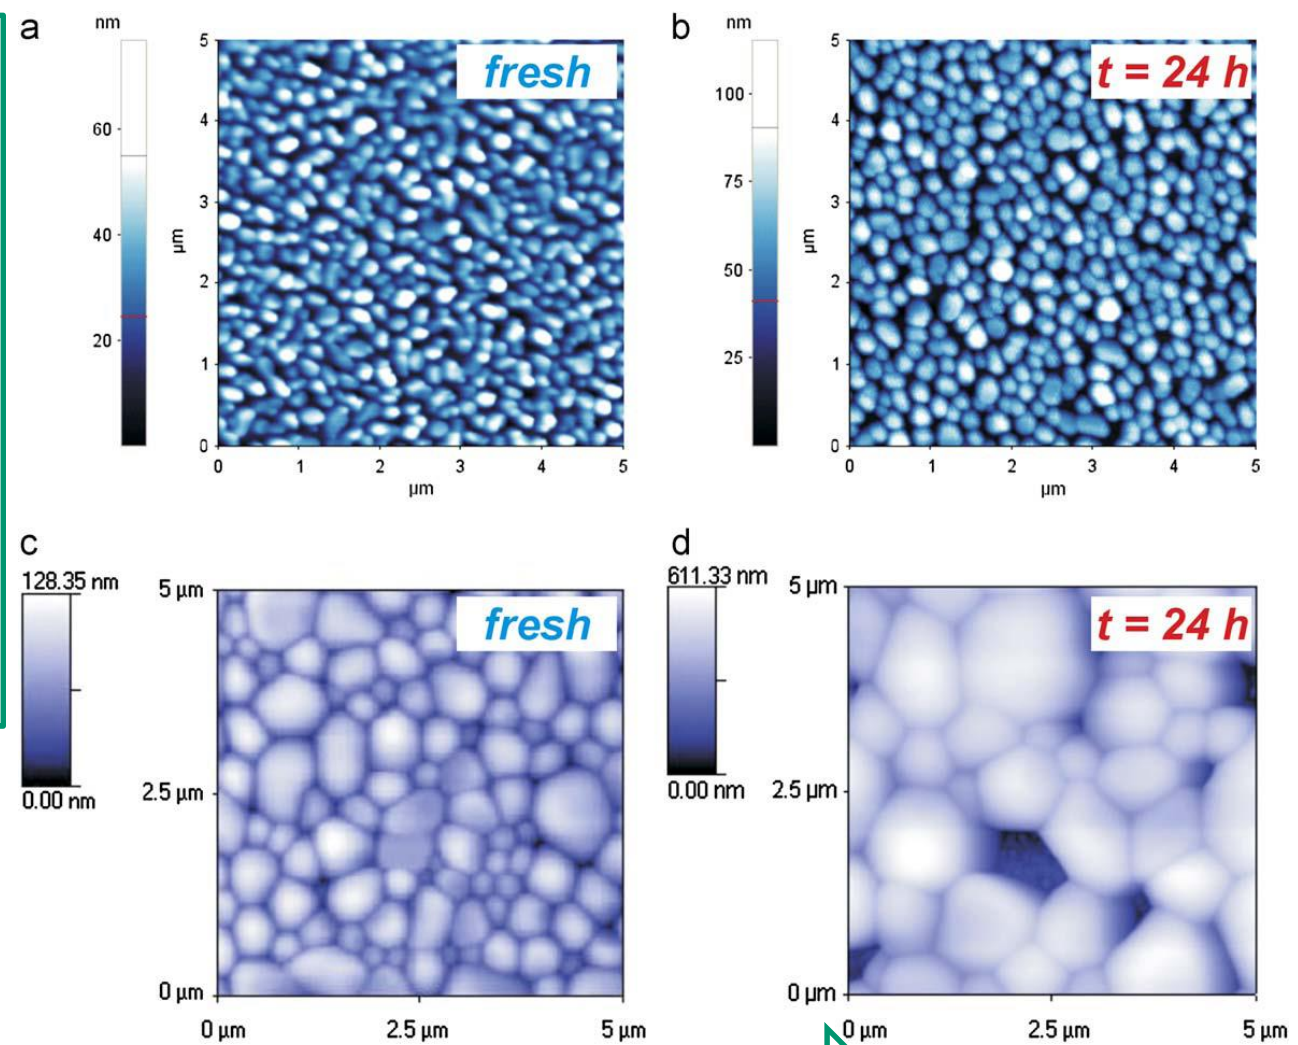 a
nm
60
40
20
fresh
5
4
3
2
1
0
µm
0 1 2 3 4 5
µm
b
nm
100
75
50
25
t = 24 h
5
4
3
2
1
0
µm
0 1 2 3 4 5
µm
c
128.35 nm
0.00 nm
fresh
5 µm
2.5 µm
0 µm
0 µm 2.5 µm 5 µm
d
611.33 nm
0.00 nm
t = 24 h
5 µm
2.5 µm
0 µm
0 µm 2.5 µm 5 µm